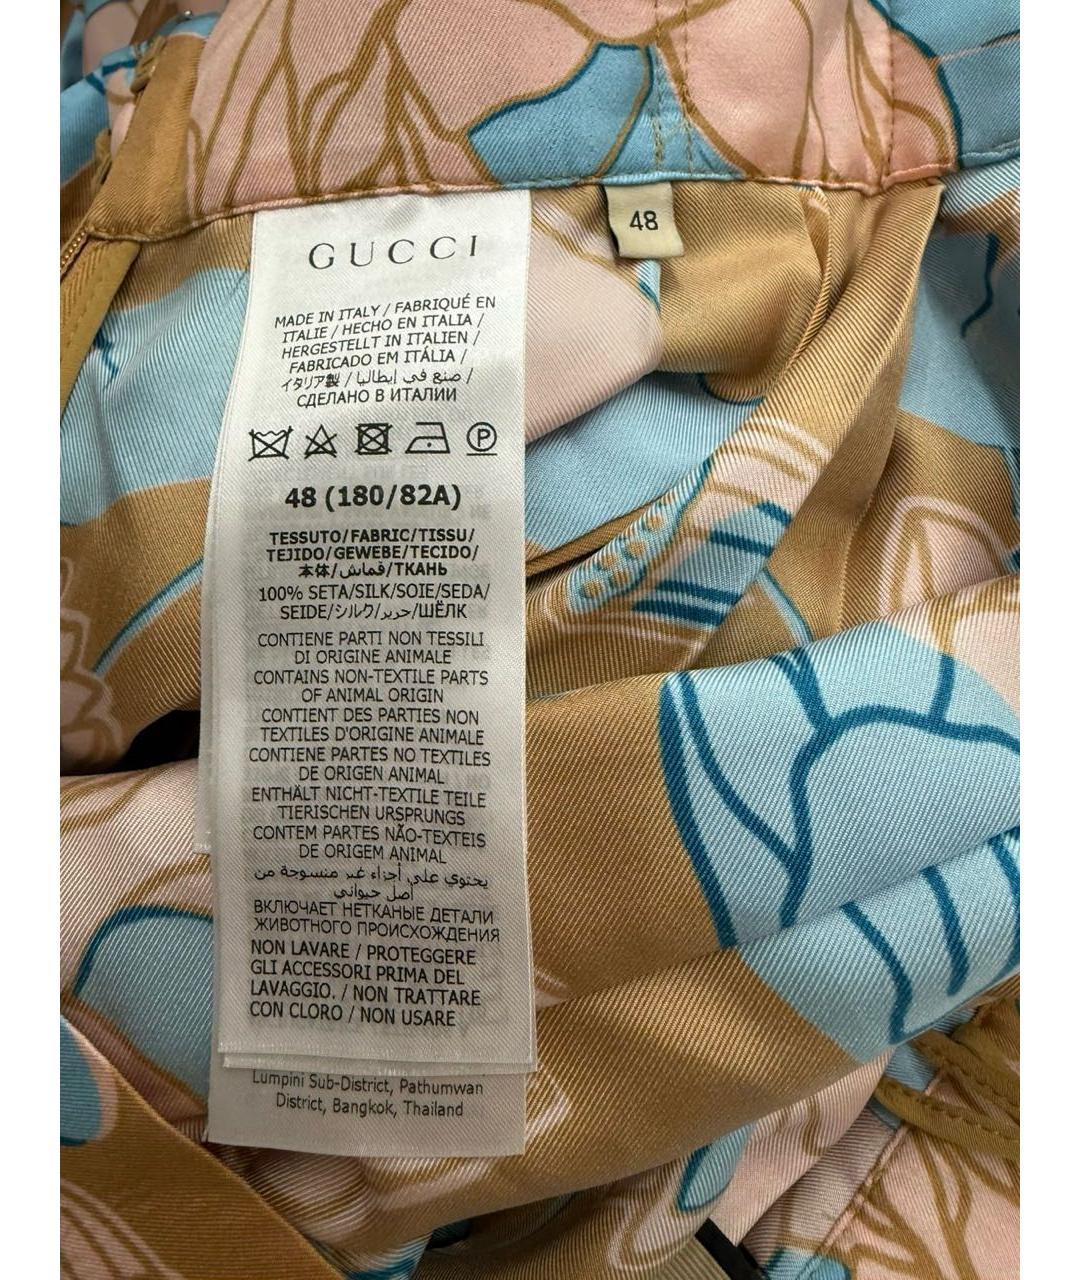 GUCCI
48
MADE IN ITALY / FABRIQUÉ EN
ITALIE / HECHO EN ITALIA /
HERGESTELLT IN ITALIEN /
FABRICADO EM ITÁLIA /
イタリア製 / صنع في إيطاليا /
СДЕЛАНО В ИТАЛИИ
P
48 (180/82A)
TESSUTO/FABRIC/TISSU/
TEJIDO/GEWEBE/TECIDO/
本体/قماش/ТКАНЬ
100% SETA/SILK/SOIE/SEDA/
SEIDE/シルク/حرير/ШЁЛК
CONTIENE PARTI NON TESSILI
DI ORIGINE ANIMALE
CONTAINS NON-TEXTILE PARTS
OF ANIMAL ORIGIN
CONTIENT DES PARTIES NON
TEXTILES D'ORIGINE ANIMALE
CONTIENE PARTES NO TEXTILES
DE ORIGEN ANIMAL
ENTHÄLT NICHT-TEXTILE TEILE
TIERISCHEN URSPRUNGS
CONTEM PARTES NÃO-TEXTEIS
DE ORIGEM ANIMAL
يحتوي على أجزاء غير منسوجة من
أصل حيواني
ВКЛЮЧАЕТ НЕТКАНЫЕ ДЕТАЛИ
ЖИВОТНОГО ПРОИСХОЖДЕНИЯ
NON LAVARE / PROTEGGERE
GLI ACCESSORI PRIMA DEL
LAVAGGIO. / NON TRATTARE
CON CLORO / NON USARE
Lumpini Sub-District, Pathumwan
District, Bangkok, Thailand